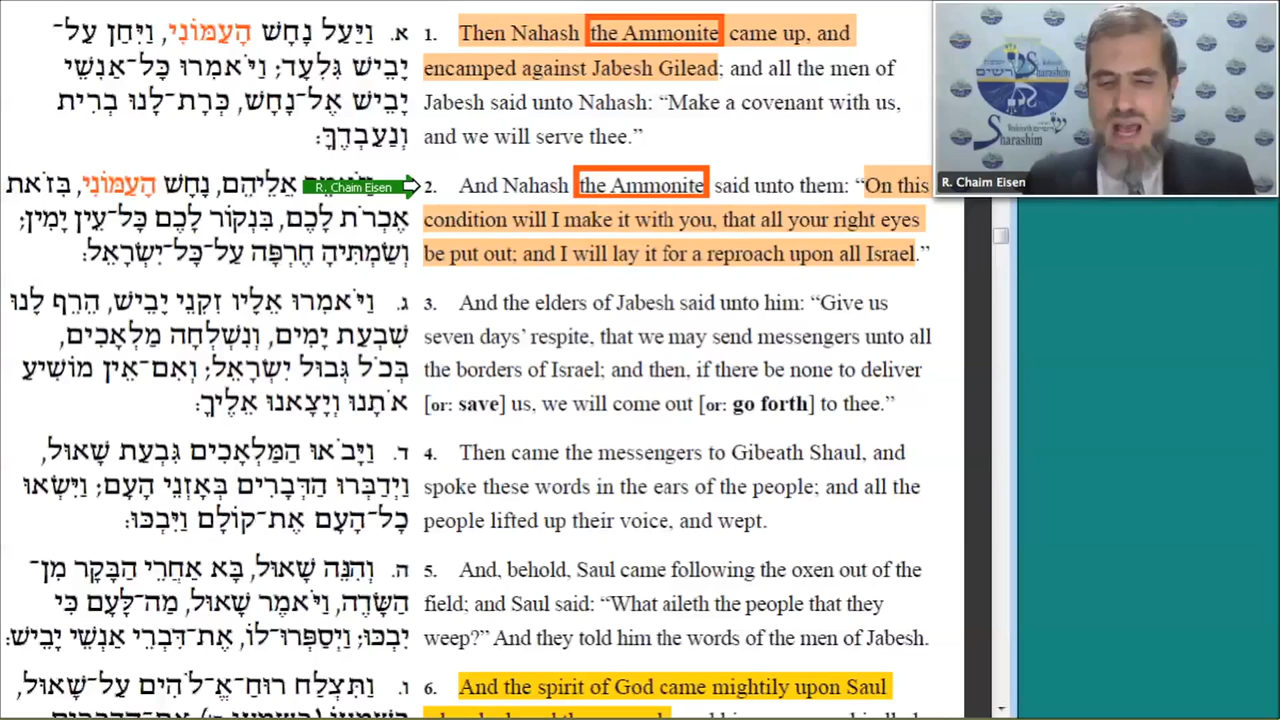 א. וַיַּעַל נָחָשׁ הָעַמּוֹנִי, וַיִּחַן עַל־
יָבֵישׁ גִּלְעָד; וַיֹּאמְרוּ כָּל־אַנְשֵׁי
יָבֵישׁ אֶל־נָחָשׁ, כְּרָת־לָנוּ בְרִית
וְנַעַבְדֶךָּ׃
1. Then Nahash the Ammonite came up, and
encamped against Jabesh Gilead; and all the men of
Jabesh said unto Nahash: “Make a covenant with us,
and we will serve thee.”
אֲלֵיהֶם, נָחָשׁ הָעַמּוֹנִי, בְּזֹאת
אֶכְרֹת לָכֶם, בִּנְקוֹר לָכֶם כָּל־עֵין יָמִין;
וְשַׂמְתִּיהָ חֶרְפָּה עַל־כָּל־יִשְׂרָאֵל׃
R. Chaim Eisen
2. And Nahash the Ammonite said unto them: “On this
condition will I make it with you, that all your right eyes
be put out; and I will lay it for a reproach upon all Israel.”
ג. וַיֹּאמְרוּ אֵלָיו זִקְנֵי יָבֵישׁ, הֶרֶף לָנוּ
שִׁבְעַת יָמִים, וְנִשְׁלְחָה מַלְאָכִים,
בְּכֹל גְּבוּל יִשְׂרָאֵל; וְאִם־אֵין מוֹשִׁיעַ
אֹתָנוּ וְיָצָאנוּ אֵלֶיךָ׃
3. And the elders of Jabesh said unto him: “Give us
seven days’ respite, that we may send messengers unto all
the borders of Israel; and then, if there be none to deliver
[or: save] us, we will come out [or: go forth] to thee.”
ד. וַיָּבֹאוּ הַמַּלְאָכִים גִּבְעַת שָׁאוּל,
וַיְדַבְּרוּ הַדְּבָרִים בְּאָזְנֵי הָעָם; וַיִּשְׂאוּ
כָל־הָעָם אֶת־קוֹלָם וַיִּבְכּוּ׃
4. Then came the messengers to Gibeath Shaul, and
spoke these words in the ears of the people; and all the
people lifted up their voice, and wept.
ה. וְהִנֵּה שָׁאוּל, בָּא אַחֲרֵי הַבָּקָר מִן־
הַשָּׂדֶה, וַיֹּאמֶר שָׁאוּל, מַה־לָּעָם כִּי
יִבְכּוּ; וַיְסַפְּרוּ־לוֹ, אֶת־דִּבְרֵי אַנְשֵׁי יָבֵישׁ׃
5. And, behold, Saul came following the oxen out of the
field; and Saul said: “What aileth the people that they
weep?” And they told him the words of the men of Jabesh.
ו. וַתִּצְלַח רוּחַ־אֱ־לֹהִים עַל־שָׁאוּל,
6. And the spirit of God came mightily upon Saul
R. Chaim Eisen
שרשים
Sharashim
Midrasheth
Sharashim